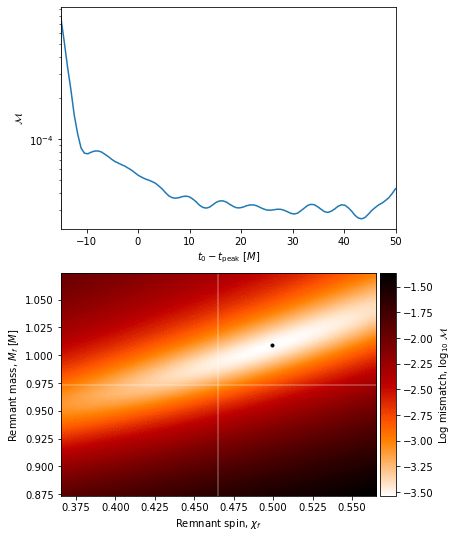 𝓜
10⁻⁴
−10 0 10 20 30 40 50
t₀ − t_peak [M]
Remnant mass, M_f [M]
1.050
1.025
1.000
0.975
0.950
0.925
0.900
0.875
0.375 0.400 0.425 0.450 0.475 0.500 0.525 0.550
Remnant spin, χ_f
−1.50
−1.75
−2.00
−2.25
−2.50
−2.75
−3.00
−3.25
−3.50
Log mismatch, log₁₀ 𝓜